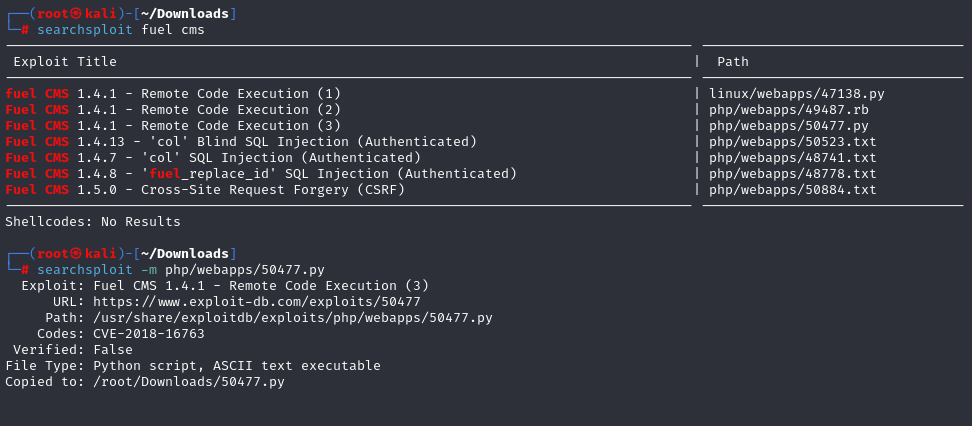 ┌──(root㉿kali)-[~/Downloads]
└─# searchsploit fuel cms
Exploit Title | Path
fuel CMS 1.4.1 - Remote Code Execution (1) | linux/webapps/47138.py
Fuel CMS 1.4.1 - Remote Code Execution (2) | php/webapps/49487.rb
Fuel CMS 1.4.1 - Remote Code Execution (3) | php/webapps/50477.py
Fuel CMS 1.4.13 - 'col' Blind SQL Injection (Authenticated) | php/webapps/50523.txt
Fuel CMS 1.4.7 - 'col' SQL Injection (Authenticated) | php/webapps/48741.txt
Fuel CMS 1.4.8 - 'fuel_replace_id' SQL Injection (Authenticated) | php/webapps/48778.txt
Fuel CMS 1.5.0 - Cross-Site Request Forgery (CSRF) | php/webapps/50884.txt
Shellcodes: No Results
┌──(root㉿kali)-[~/Downloads]
└─# searchsploit -m php/webapps/50477.py
Exploit: Fuel CMS 1.4.1 - Remote Code Execution (3)
URL: https://www.exploit-db.com/exploits/50477
Path: /usr/share/exploitdb/exploits/php/webapps/50477.py
Codes: CVE-2018-16763
Verified: False
File Type: Python script, ASCII text executable
Copied to: /root/Downloads/50477.py